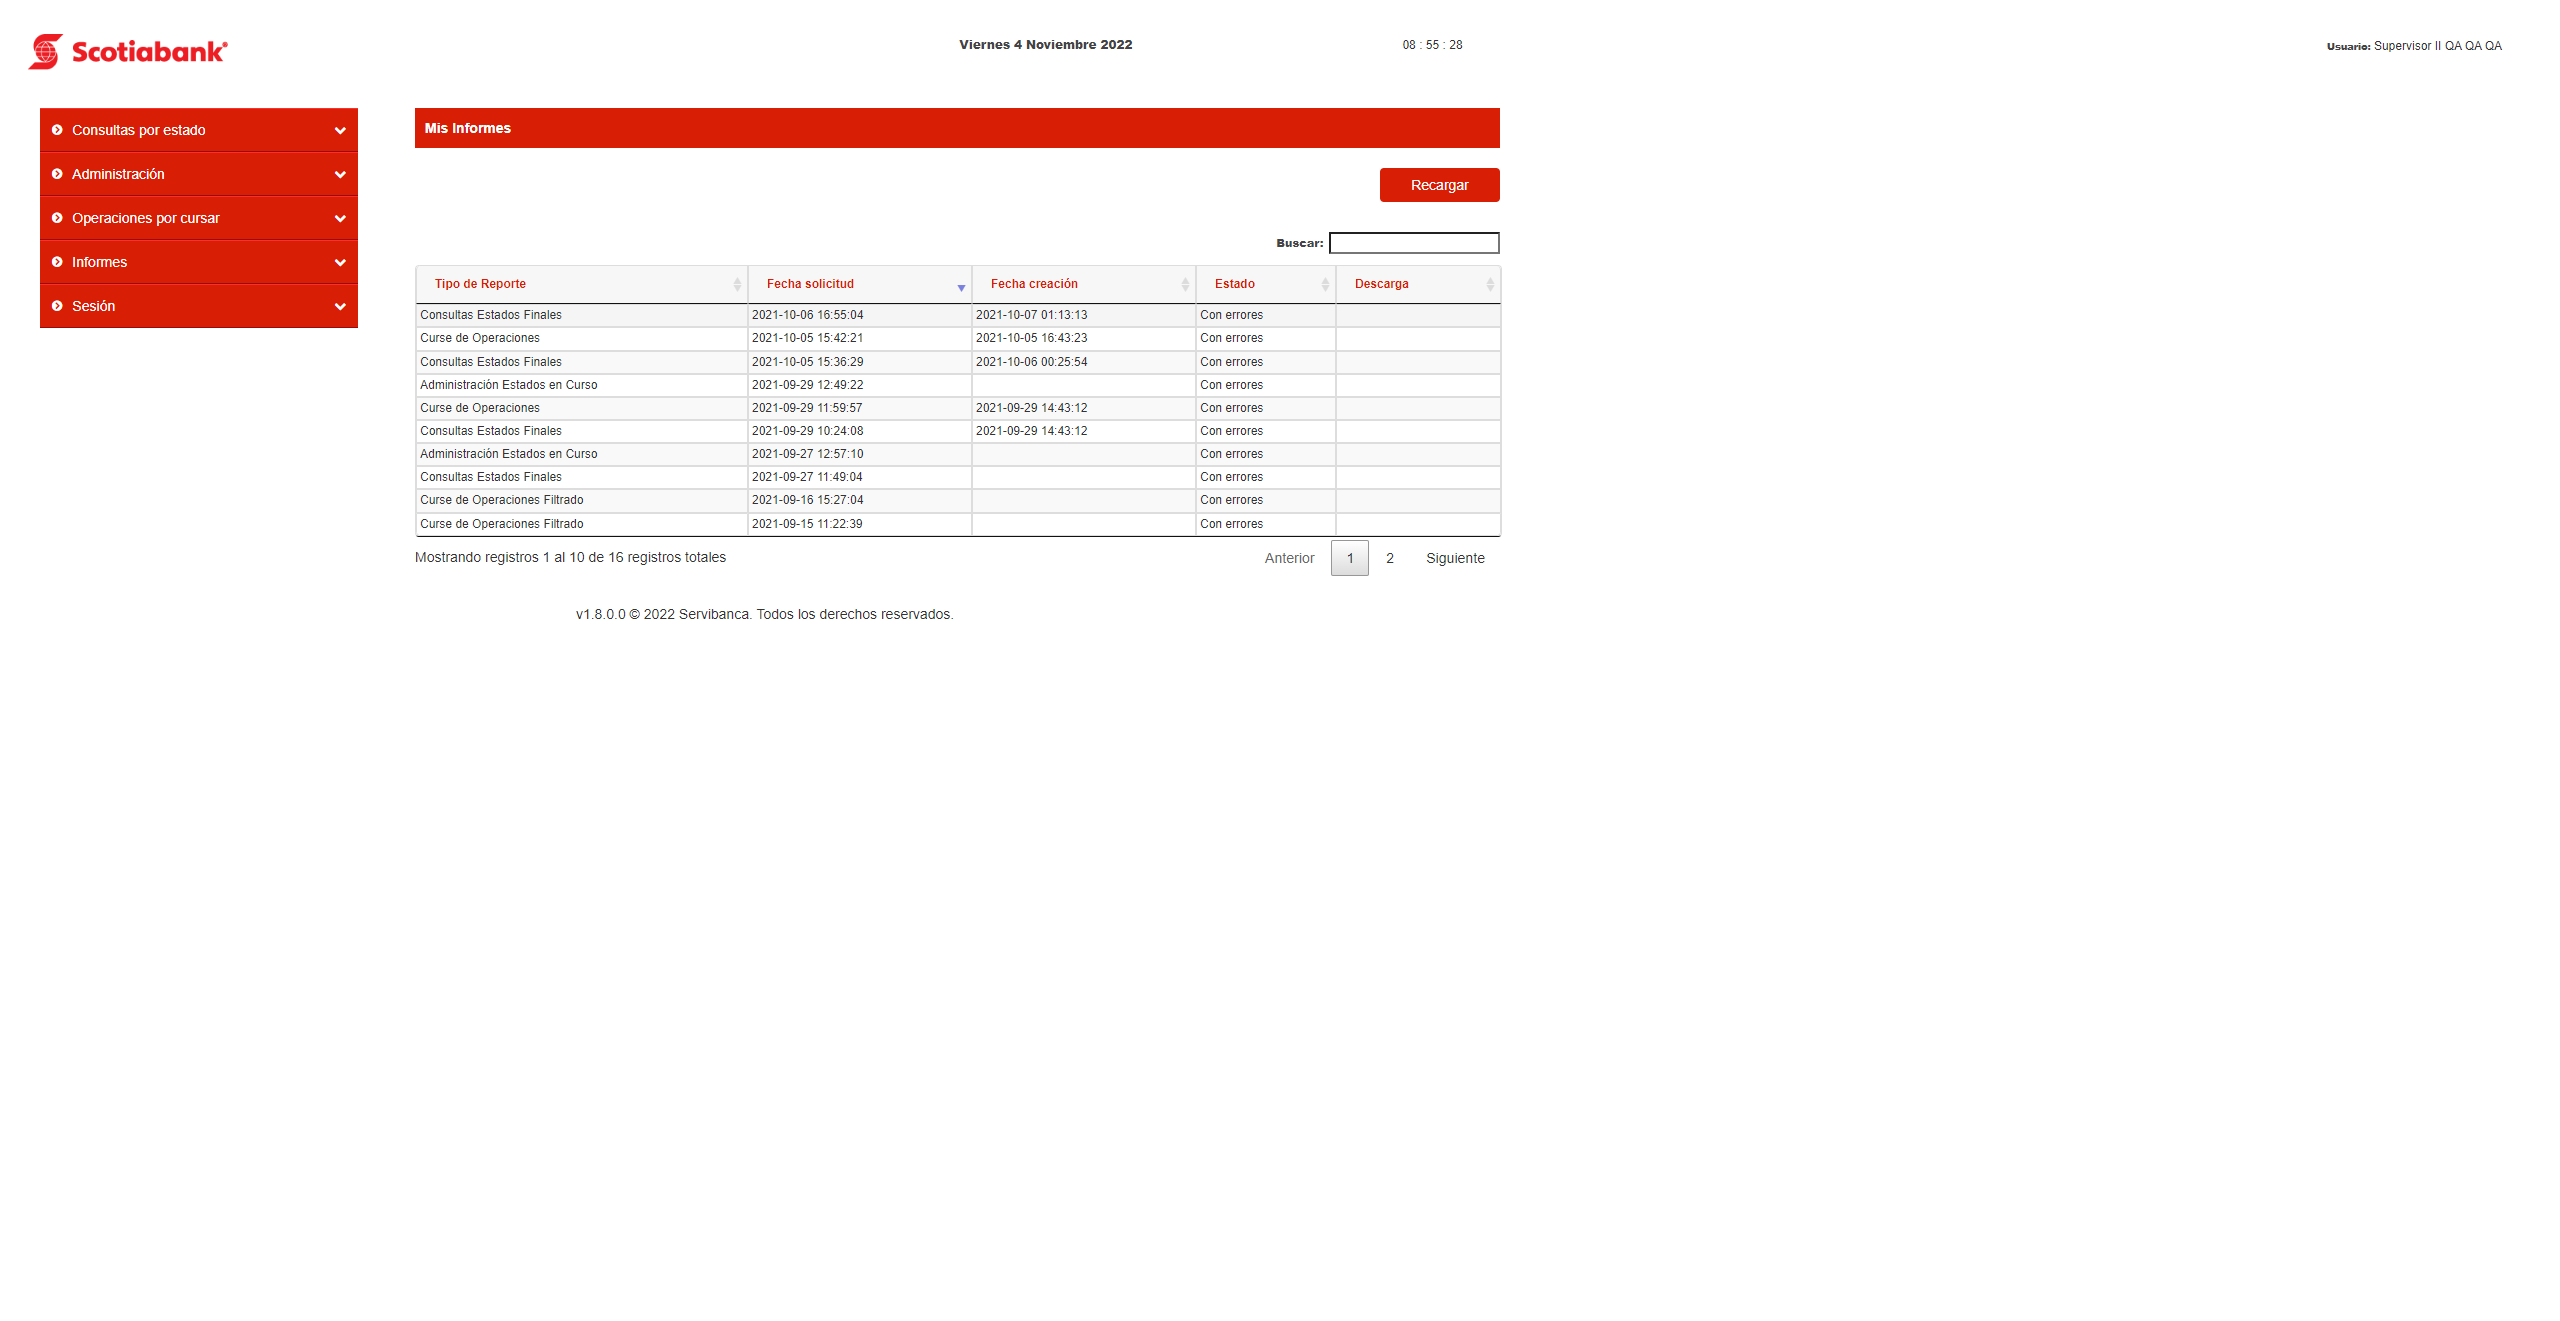 Scotiabank®
Viernes 4 Noviembre 2022
08 : 55 : 28
Usuario: Supervisor II QA QA QA
Consultas por estado
Administración
Operaciones por cursar
Informes
Sesión
Mis Informes
Recargar
Buscar:
Tipo de Reporte Fecha solicitud Fecha creación Estado Descarga
Consultas Estados Finales 2021-10-06 16:55:04 2021-10-07 01:13:13 Con errores
Curse de Operaciones 2021-10-05 15:42:21 2021-10-05 16:43:23 Con errores
Consultas Estados Finales 2021-10-05 15:36:29 2021-10-06 00:25:54 Con errores
Administración Estados en Curso 2021-09-29 12:49:22 Con errores
Curse de Operaciones 2021-09-29 11:59:57 2021-09-29 14:43:12 Con errores
Consultas Estados Finales 2021-09-29 10:24:08 2021-09-29 14:43:12 Con errores
Administración Estados en Curso 2021-09-27 12:57:10 Con errores
Consultas Estados Finales 2021-09-27 11:49:04 Con errores
Curse de Operaciones Filtrado 2021-09-16 15:27:04 Con errores
Curse de Operaciones Filtrado 2021-09-15 11:22:39 Con errores
Mostrando registros 1 al 10 de 16 registros totales
Anterior 1 2 Siguiente
v1.8.0.0 © 2022 Servibanca. Todos los derechos reservados.